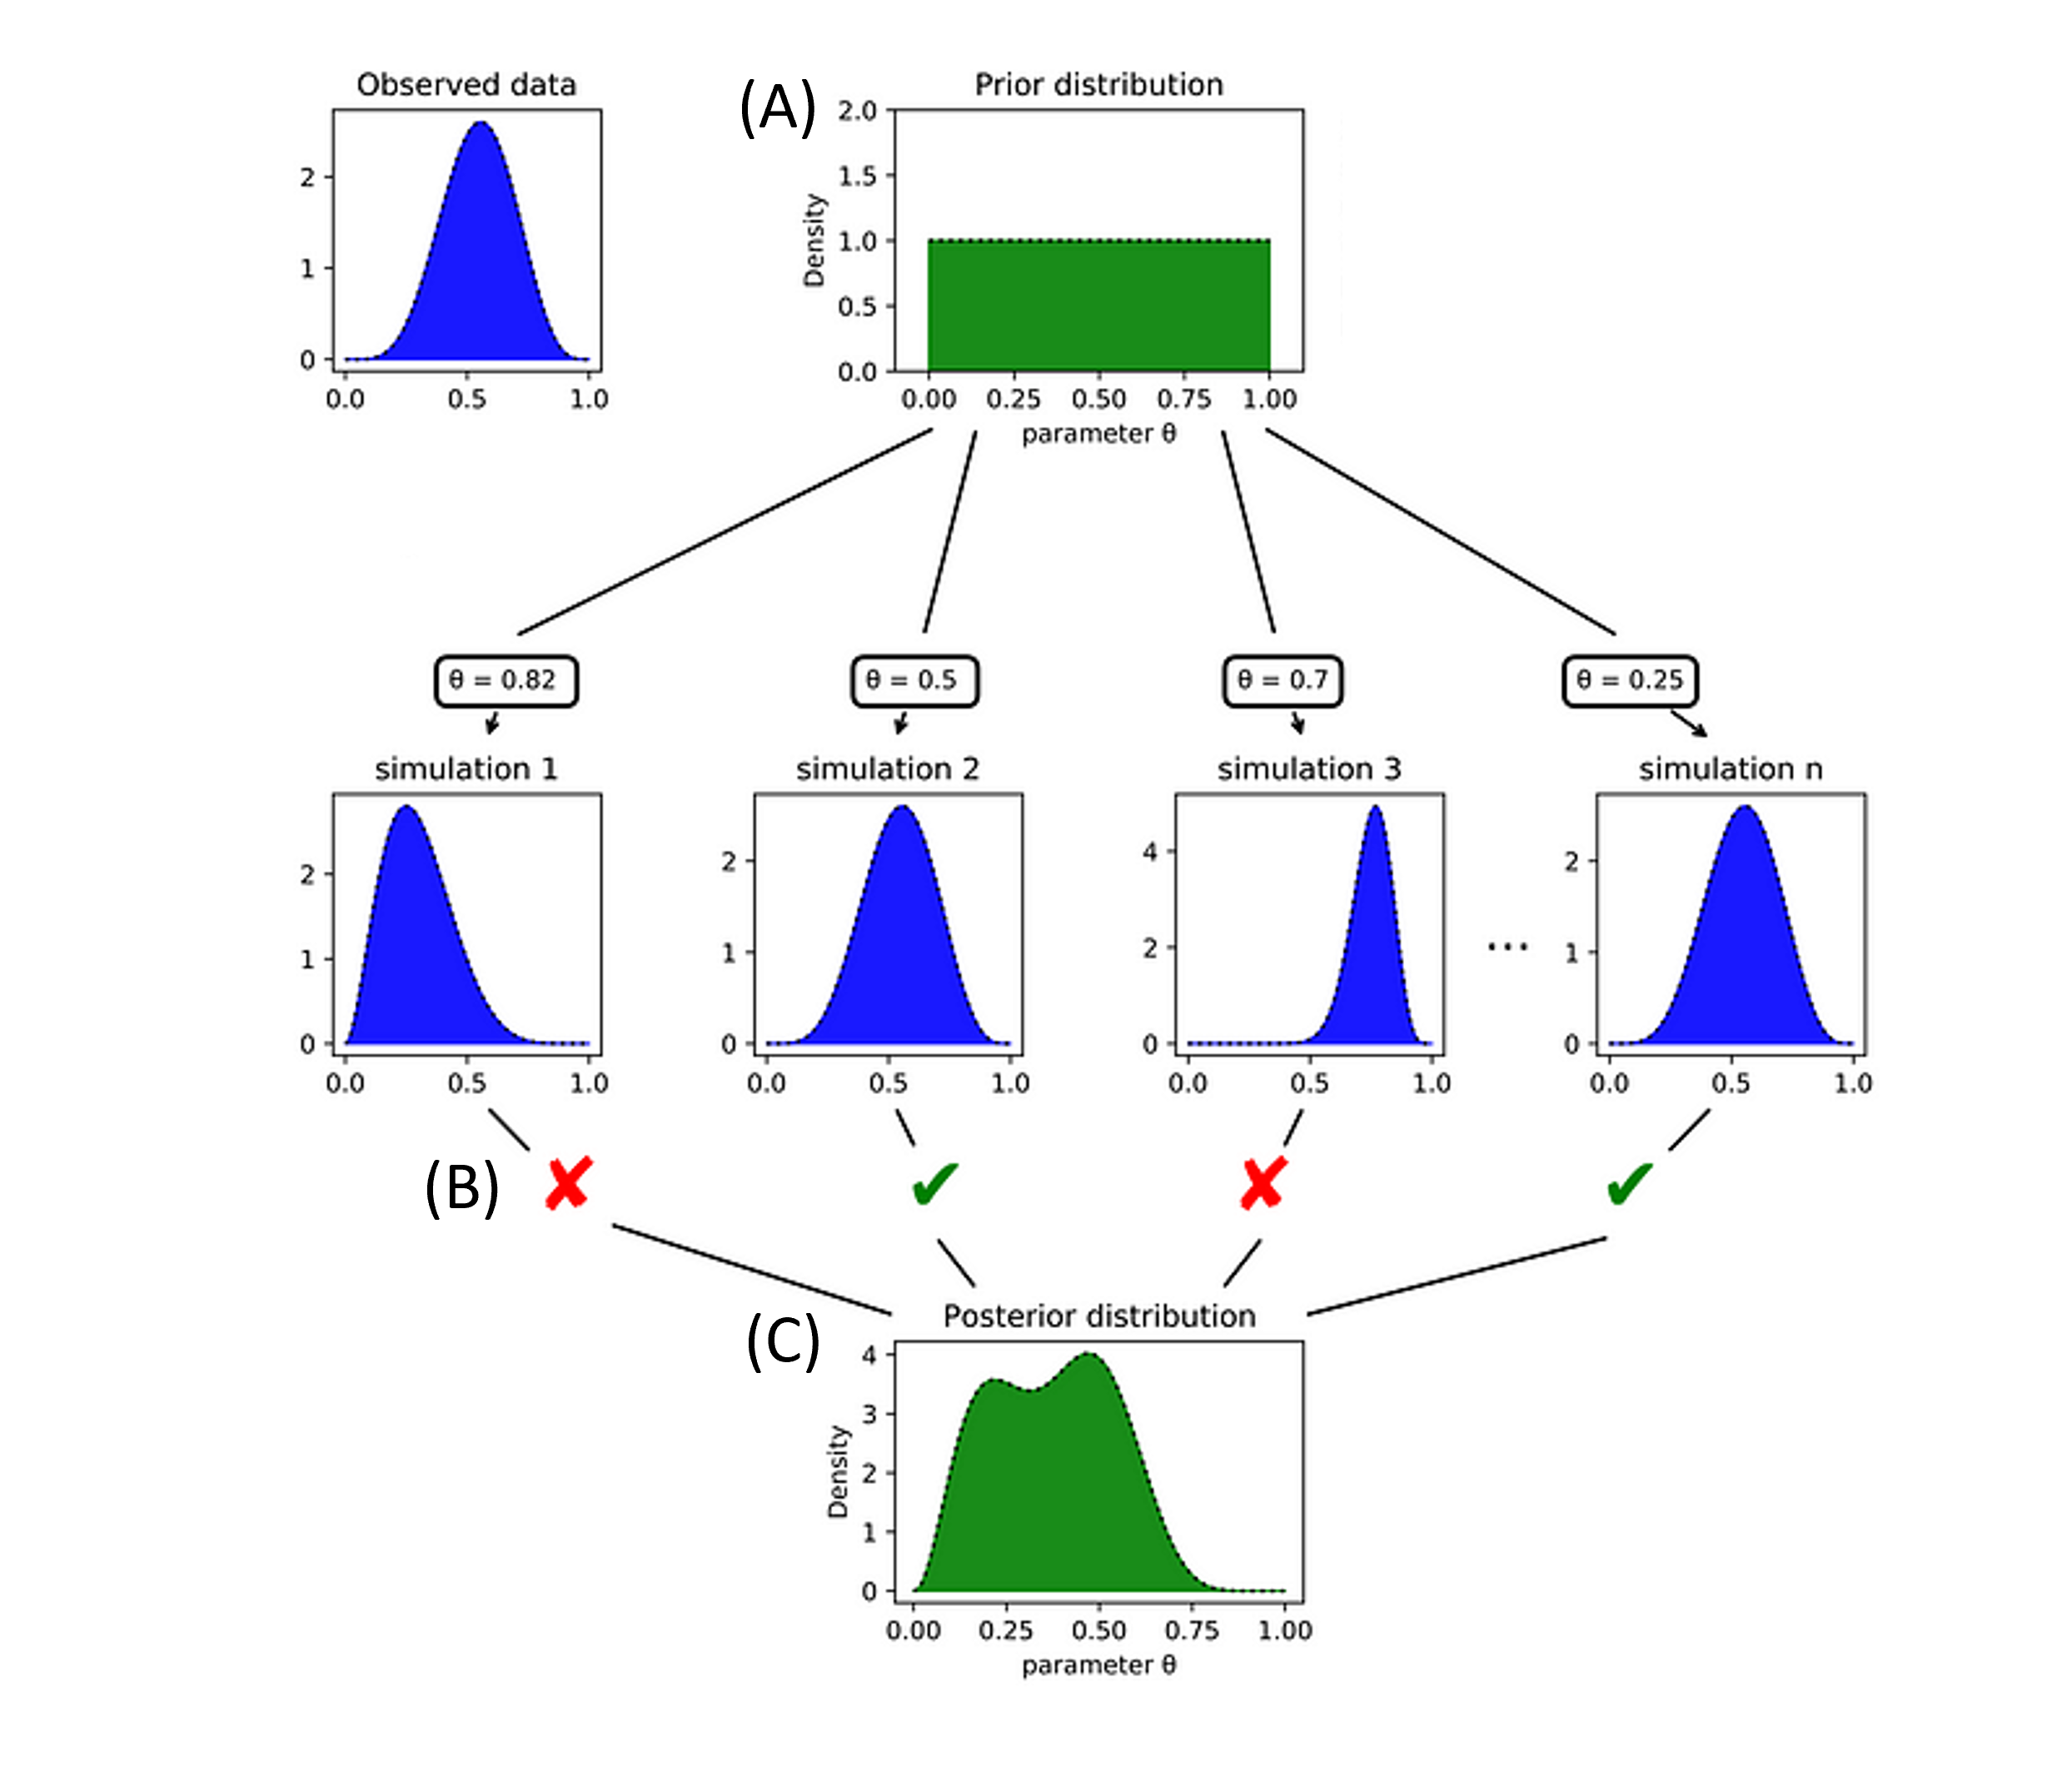 Observed data
2
1
0
0.0 0.5 1.0
(A)
Prior distribution
Density
2.0
1.5
1.0
0.5
0.0
0.00 0.25 0.50 0.75 1.00
parameter θ
θ = 0.82
θ = 0.5
θ = 0.7
θ = 0.25
simulation 1
2
1
0
0.0 0.5 1.0
simulation 2
2
1
0
0.0 0.5 1.0
simulation 3
4
2
0
0.0 0.5 1.0
...
simulation n
2
1
0
0.0 0.5 1.0
(B)
(C)
Posterior distribution
Density
4
3
2
1
0
0.00 0.25 0.50 0.75 1.00
parameter θ